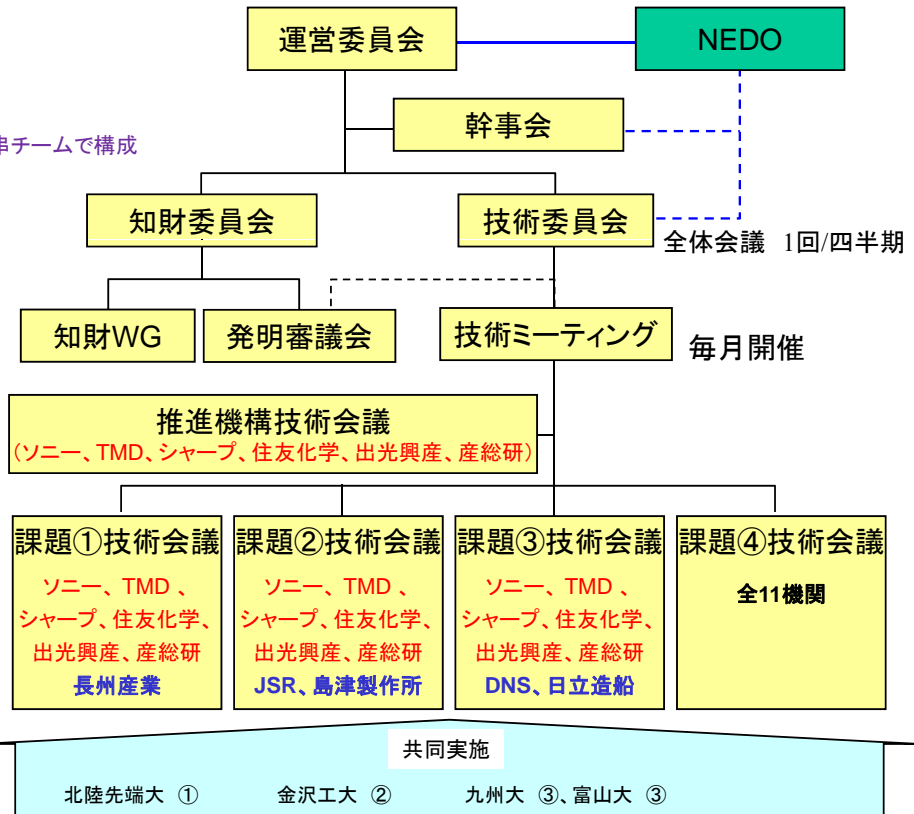 運営委員会
NEDO
幹事会
チームで構成
知財委員会
技術委員会
全体会議 1回/四半期
知財WG
発明審議会
技術ミーティング
毎月開催
推進機構技術会議
(ソニー、TMD、シャープ、住友化学、出光興産、産総研)
課題①技術会議
ソニー、TMD 、
シャープ、住友化学、
出光興産、産総研
長州産業
課題②技術会議
ソニー、TMD 、
シャープ、住友化学、
出光興産、産総研
JSR、島津製作所
課題③技術会議
ソニー、TMD 、
シャープ、住友化学、
出光興産、産総研
DNS、日立造船
課題④技術会議
全11機関
共同実施
北陸先端大 ①
金沢工大 ②
九州大 ③、富山大 ③